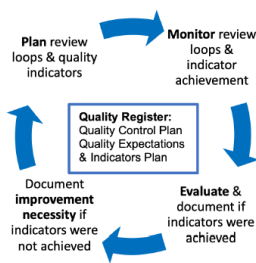 Plan review
loops & quality
indicators
Monitor review
loops &
indicator
achievement
Quality Register:
Quality Control Plan
Quality Expectations
& Indicators Plan
Evaluate &
document if
indicators were
achieved
Document
improvement
necessity if
indicators were
not achieved